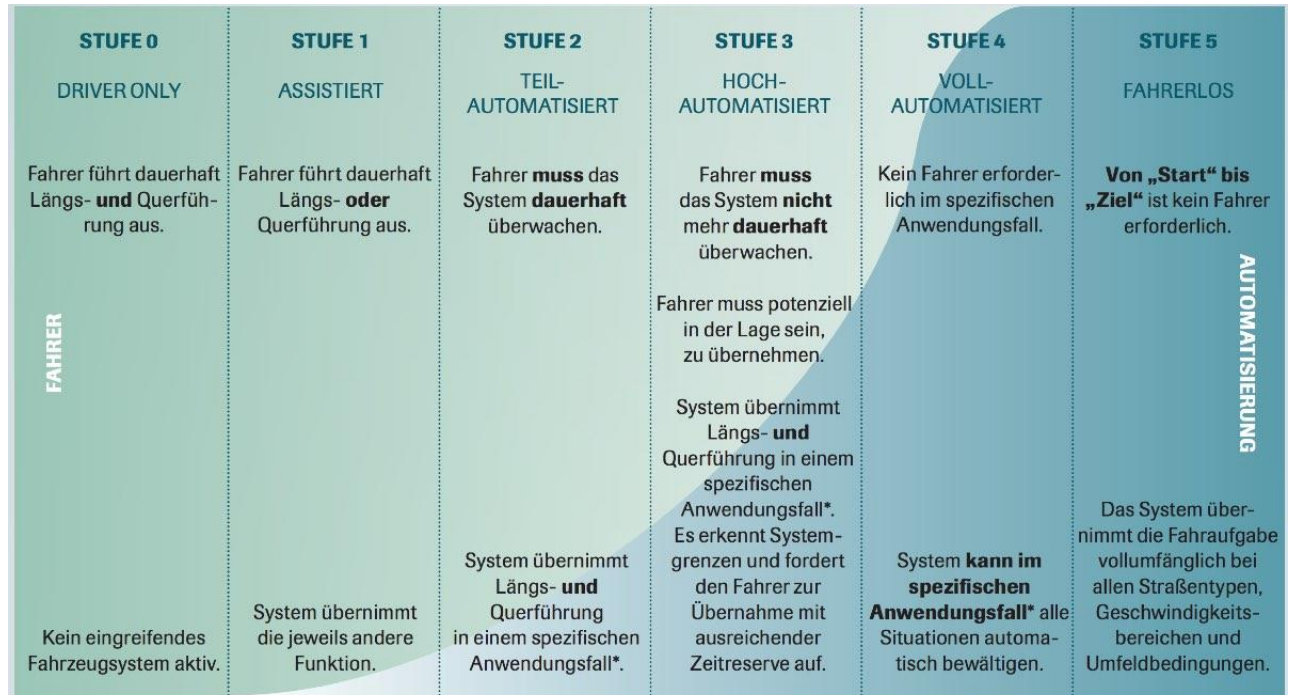 STUFE 0
DRIVER ONLY
Fahrer führt dauerhaft
Längs- und Querfüh-
rung aus.
Kein eingreifendes
Fahrzeugsystem aktiv.
STUFE 1
ASSISTIERT
Fahrer führt dauerhaft
Längs- oder
Querführung aus.
System übernimmt
die jeweils andere
Funktion.
STUFE 2
TEIL-
AUTOMATISIERT
Fahrer muss das
System dauerhaft
überwachen.
System übernimmt
Längs- und
Querführung
in einem spezifischen
Anwendungsfall*.
STUFE 3
HOCH-
AUTOMATISIERT
Fahrer muss
das System nicht
mehr dauerhaft
überwachen.
Fahrer muss potenziell
in der Lage sein,
zu übernehmen.
System übernimmt
Längs- und
Querführung in einem
spezifischen
Anwendungsfall*.
Es erkennt System-
grenzen und fordert
den Fahrer zur
Übernahme mit
ausreichender
Zeitreserve auf.
STUFE 4
VOLL-
AUTOMATISIERT
Kein Fahrer erforder-
lich im spezifischen
Anwendungsfall.
System kann im
spezifischen
Anwendungsfall* alle
Situationen automa-
tisch bewältigen.
STUFE 5
FAHRERLOS
Von „Start“ bis
„Ziel“ ist kein Fahrer
erforderlich.
Das System über-
nimmt die Fahraufgabe
vollumfänglich bei
allen Straßentypen,
Geschwindigkeits-
bereichen und
Umfeldbedingungen.
FAHRER
AUTOMATISIERUNG